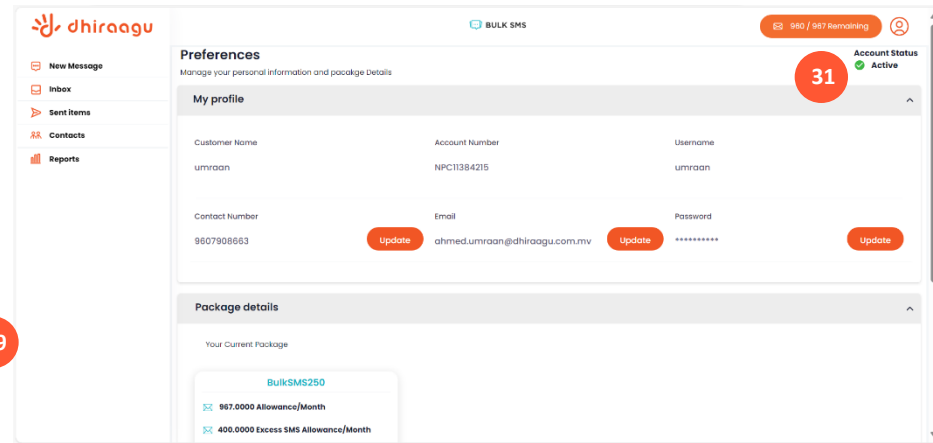 dhiraagu
BULK SMS
960 / 967 Remaining
New Message
Inbox
Sent items
Contacts
Reports
Preferences
Manage your personal information and pacakge Details
Account Status
Active
31
My profile
Customer Name
Account Number
Username
umraan
NPC11384215
umraan
Contact Number
Email
Password
9607908663
Update
ahmed.umraan@dhiraagu.com.mv
Update
**********
Update
Package details
9
Your Current Package
BulkSMS250
967.0000 Allowance/Month
400.0000 Excess SMS Allowance/Month